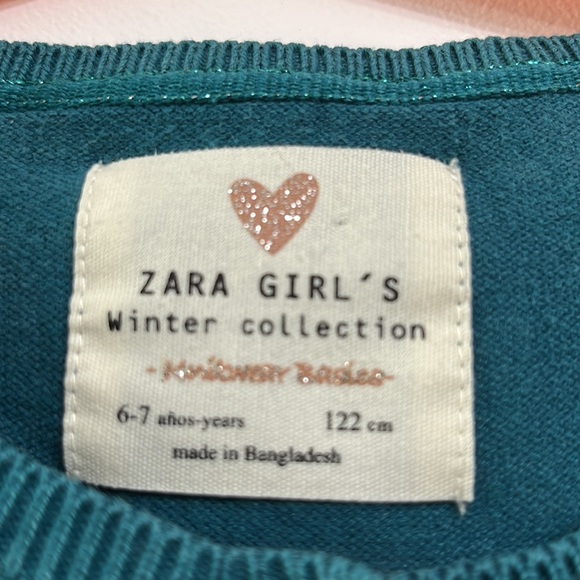 ZARA GIRL´S
Winter collection
-Knitwear Basics-
6-7 años-years 122 cm
made in Bangladesh